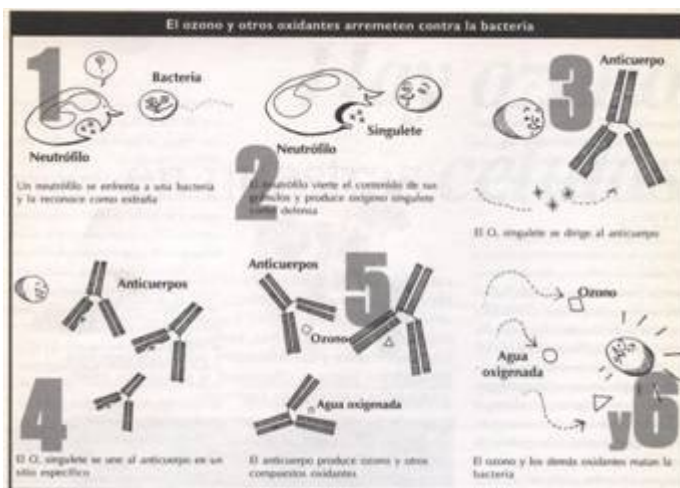 El ozono y otros oxidantes arremeten contra la bacteria
1
Bacteria
Neutrófilo
Un neutrófilo se enfrenta a una bacteria
y la reconoce como extraña
2
Singulete
Neutrófilo
El neutrófilo vierte el contenido de sus
gránulos y produce oxígeno singulete
como defensa
3
Anticuerpo
El O, singulete se dirige al anticuerpo
4
Anticuerpos
El O, singulete se une al anticuerpo en un
sitio específico
5
Anticuerpos
Ozono
Agua oxigenada
El anticuerpo produce ozono y otros
compuestos oxidantes
y6
Ozono
Agua
oxigenada
El ozono y los demás oxidantes matan la
bacteria